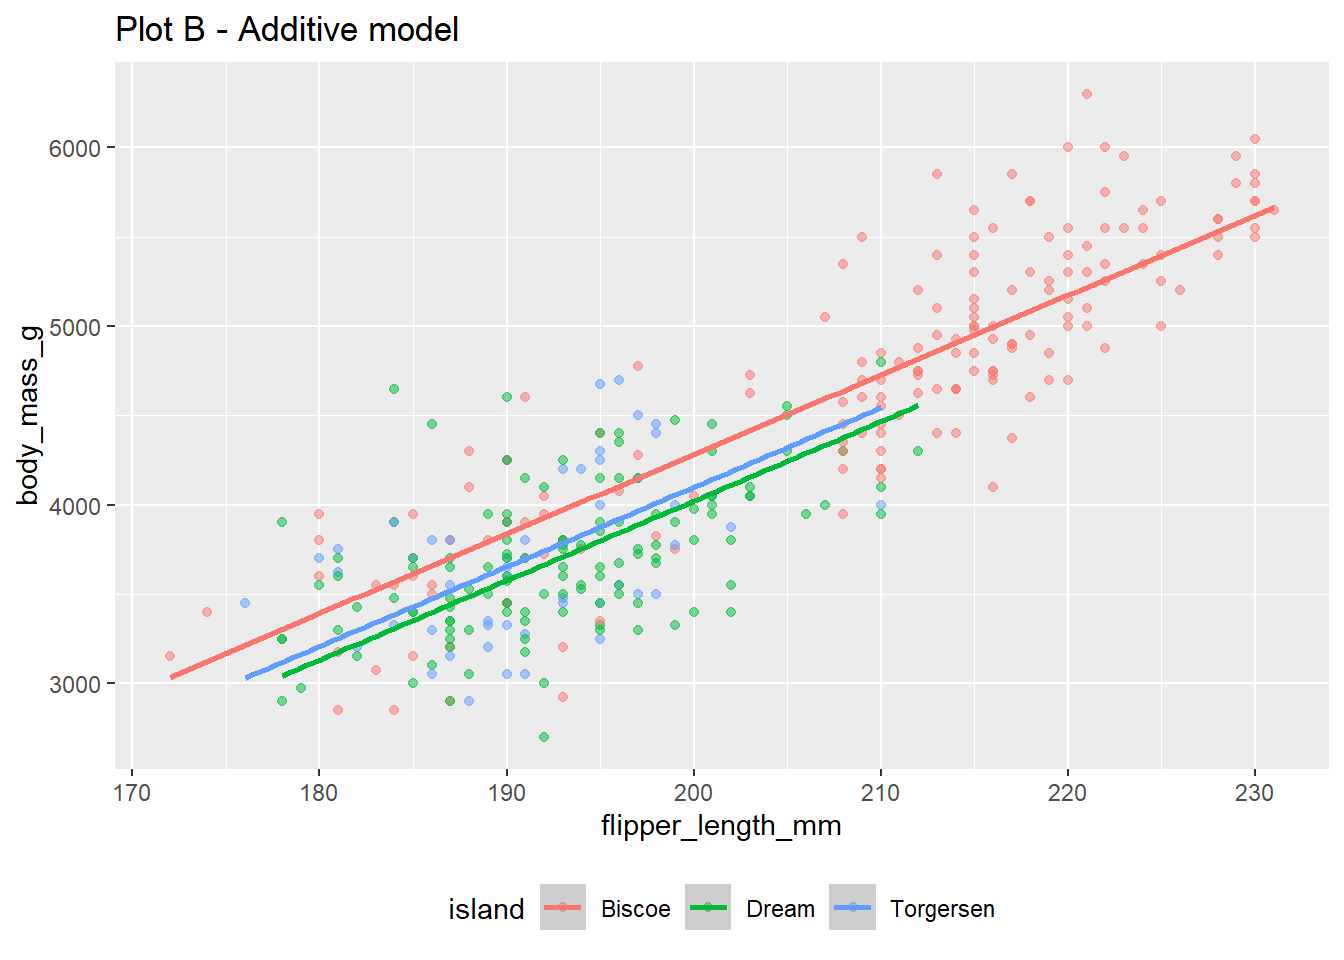 Plot B - Additive model
body_mass_g
6000
5000
4000
3000
170 180 190 200 210 220 230
flipper_length_mm
island Biscoe Dream Torgersen